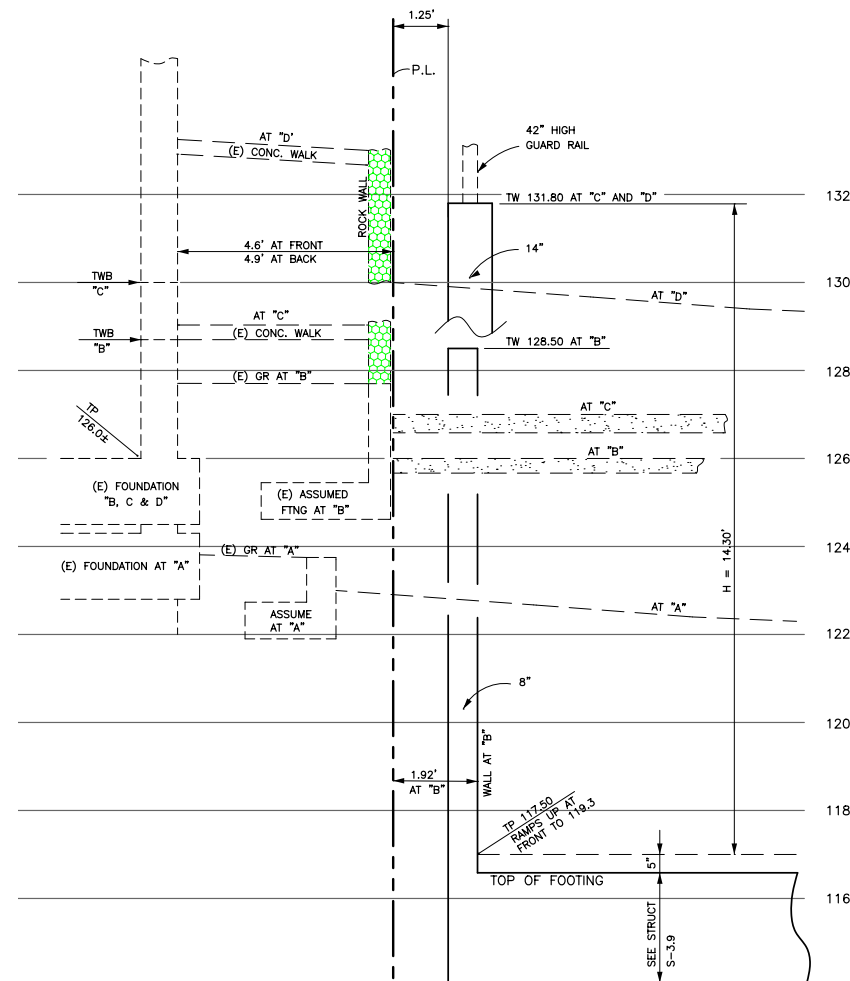 1.25'
P.L.
42" HIGH
GUARD RAIL
AT "D'
(E) CONC. WALK
ROCK WALL
TW 131.80 AT "C" AND "D"
132
4.6' AT FRONT
4.9' AT BACK
14"
TWB
"C"
130
AT "D"
AT "C"
(E) CONC. WALK
TWB
"B"
TW 128.50 AT "B"
128
(E) GR AT "B"
TP
126.0±
AT "C"
AT "B"
126
(E) FOUNDATION
"B, C & D"
(E) ASSUMED
FTNG AT "B"
124
(E) GR AT "A"
(E) FOUNDATION AT "A"
H = 14.30'
ASSUME
AT "A"
AT "A"
122
8"
120
WALL AT "B"
1.92'
AT "B"
118
TP 117.50
RAMPS UP AT
FRONT TO 119.3
5"
TOP OF FOOTING
116
SEE STRUCT
S-3.9